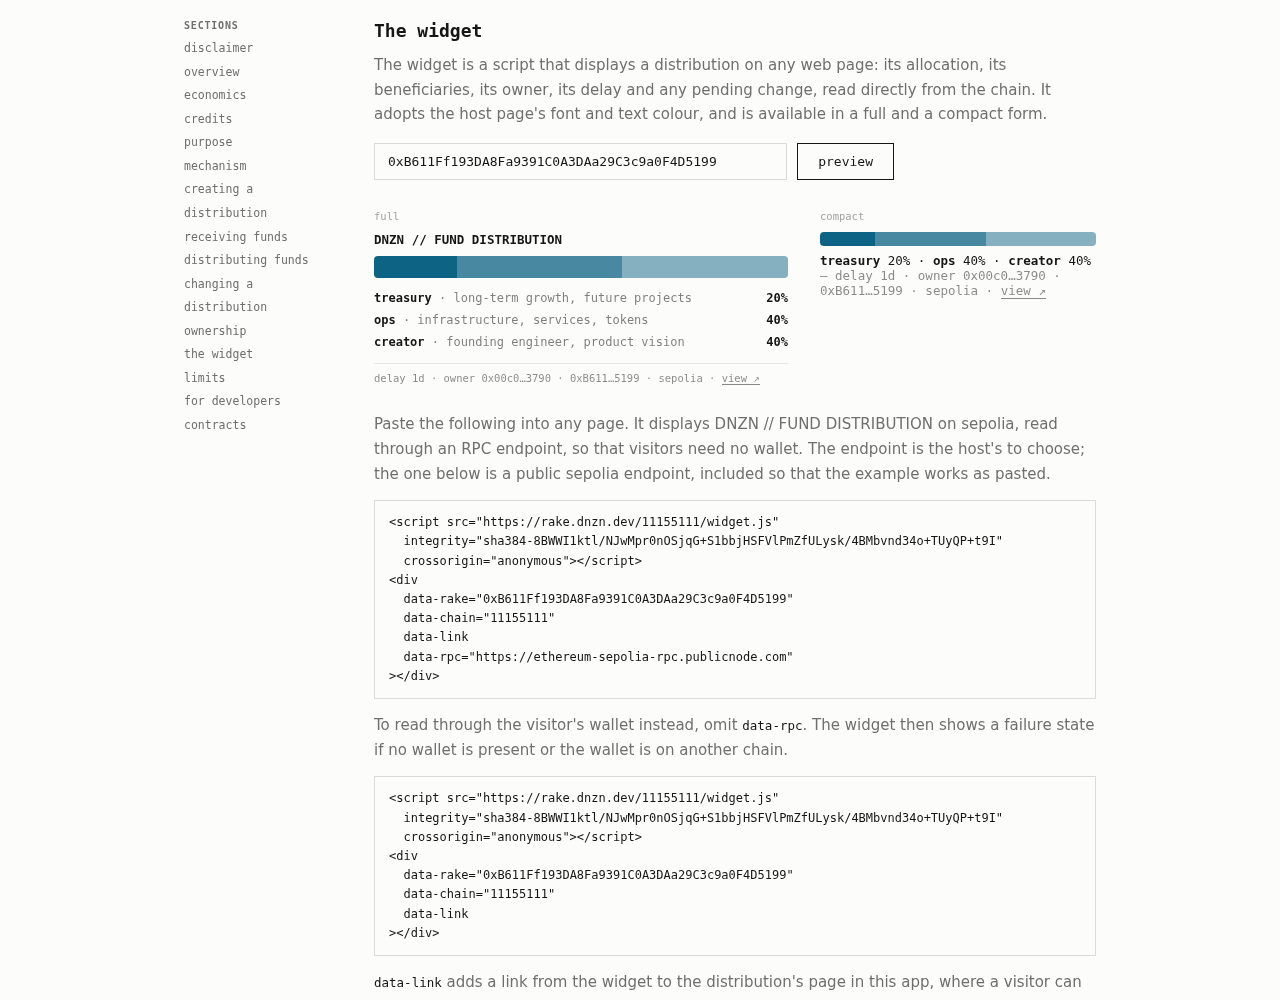 SECTIONS
disclaimer
overview
economics
credits
purpose
mechanism
creating a
distribution
receiving funds
distributing funds
changing a
distribution
ownership
the widget
limits
for developers
contracts
The widget
The widget is a script that displays a distribution on any web page: its allocation, its
beneficiaries, its owner, its delay and any pending change, read directly from the chain. It
adopts the host page's font and text colour, and is available in a full and a compact form.
0xB611Ff193DA8Fa9391C0A3DAa29C3c9a0F4D5199
preview
full
DNZN // FUND DISTRIBUTION
treasury · long-term growth, future projects 20%
ops · infrastructure, services, tokens 40%
creator · founding engineer, product vision 40%
delay 1d · owner 0x00c0…3790 · 0xB611…5199 · sepolia · view ↗
compact
treasury 20% · ops 40% · creator 40%
— delay 1d · owner 0x00c0…3790 ·
0xB611…5199 · sepolia · view ↗
Paste the following into any page. It displays DNZN // FUND DISTRIBUTION on sepolia, read
through an RPC endpoint, so that visitors need no wallet. The endpoint is the host's to choose;
the one below is a public sepolia endpoint, included so that the example works as pasted.
<script src="https://rake.dnzn.dev/11155111/widget.js"
integrity="sha384-8BWWI1ktl/NJwMpr0nOSjqG+S1bbjHSFVlPmZfULysk/4BMbvnd34o+TUyQP+t9I"
crossorigin="anonymous"></script>
<div
data-rake="0xB611Ff193DA8Fa9391C0A3DAa29C3c9a0F4D5199"
data-chain="11155111"
data-link
data-rpc="https://ethereum-sepolia-rpc.publicnode.com"
></div>
To read through the visitor's wallet instead, omit data-rpc. The widget then shows a failure state
if no wallet is present or the wallet is on another chain.
<script src="https://rake.dnzn.dev/11155111/widget.js"
integrity="sha384-8BWWI1ktl/NJwMpr0nOSjqG+S1bbjHSFVlPmZfULysk/4BMbvnd34o+TUyQP+t9I"
crossorigin="anonymous"></script>
<div
data-rake="0xB611Ff193DA8Fa9391C0A3DAa29C3c9a0F4D5199"
data-chain="11155111"
data-link
></div>
data-link adds a link from the widget to the distribution's page in this app, where a visitor can